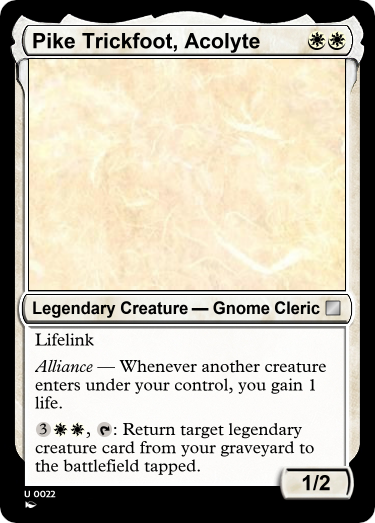 Pike Trickfoot, Acolyte
Legendary Creature — Gnome Cleric
Lifelink
Alliance — Whenever another creature
enters under your control, you gain 1
life.
3, : Return target legendary
creature card from your graveyard to
the battlefield tapped.
1/2
U 0022